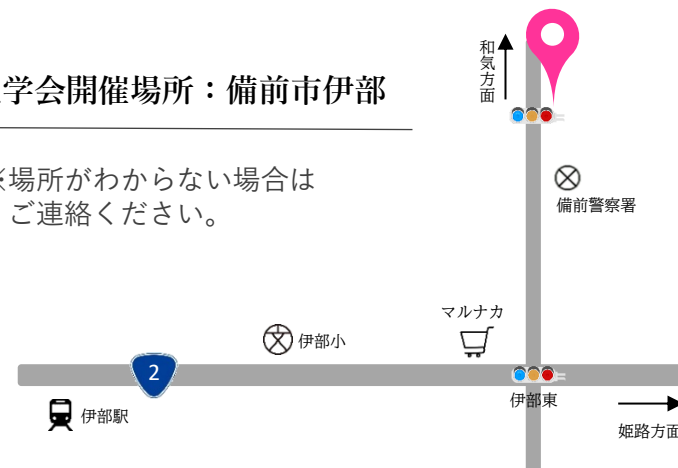 学会開催場所：備前市伊部
※場所がわからない場合は
ご連絡ください。
和気方面
備前警察署
マルナカ
伊部小
2
伊部東
伊部駅
姫路方面